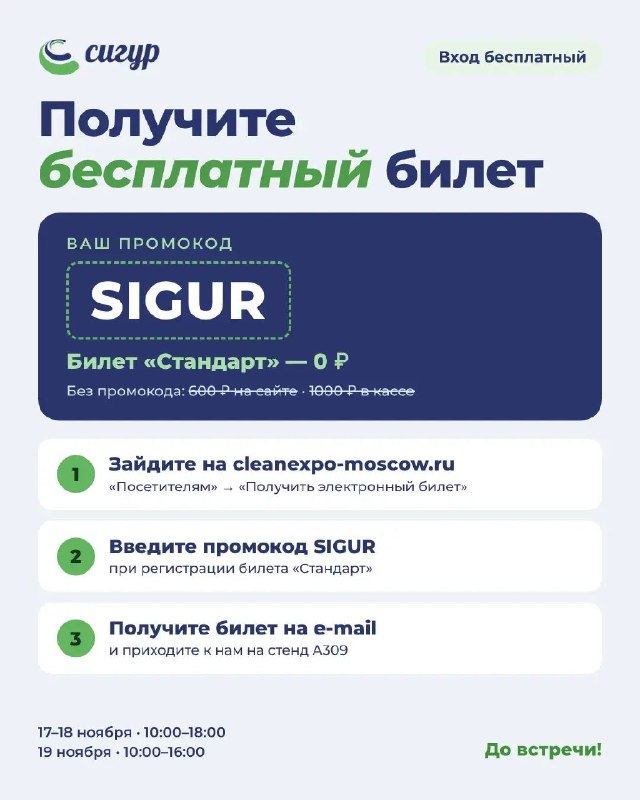 сигур
Вход бесплатный
Получите
бесплатный билет
ВАШ ПРОМОКОД
SIGUR
Билет «Стандарт» — 0 ₽
Без промокода: 600 ₽ на сайте · 1000 ₽ в кассе
1
Зайдите на cleanexpo-moscow.ru
«Посетителям» → «Получить электронный билет»
2
Введите промокод SIGUR
при регистрации билета «Стандарт»
3
Получите билет на e-mail
и приходите к нам на стенд A309
17–18 ноября · 10:00–18:00
19 ноября · 10:00–16:00
До встречи!